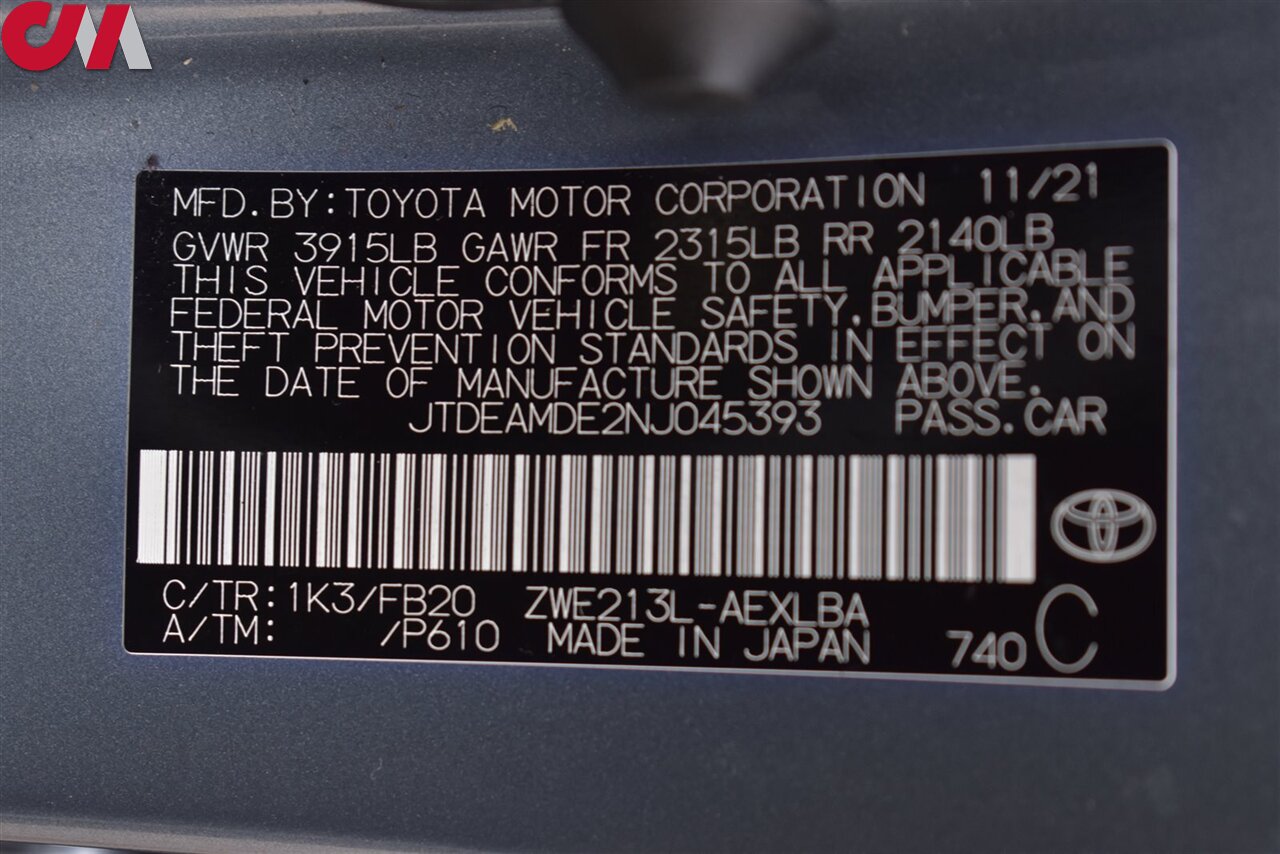 CM
MFD.BY:TOYOTA MOTOR CORPORATION 11/21
GVWR 3915LB GAWR FR 2315LB RR 2140LB
THIS VEHICLE CONFORMS TO ALL APPLICABLE
FEDERAL MOTOR VEHICLE SAFETY,BUMPER,AND
THEFT PREVENTION STANDARDS IN EFFECT ON
THE DATE OF MANUFACTURE SHOWN ABOVE.
JTDEAMDE2NJ045393 PASS.CAR
C/TR:1K3/FB20 ZWE213L-AEXLBA
A/TM: /P610 MADE IN JAPAN 740 C